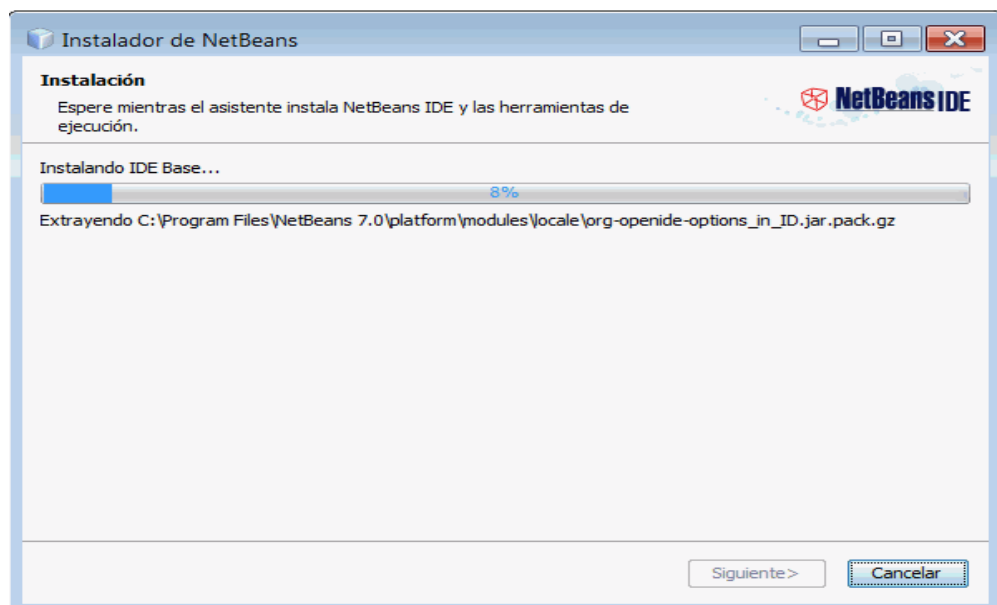 Instalador de NetBeans
Instalación
Espere mientras el asistente instala NetBeans IDE y las herramientas de
ejecución.
NetBeans IDE
Instalando IDE Base...
8%
Extrayendo C:\Program Files\NetBeans 7.0\platform\modules\locale\org-openide-options_in_ID.jar.pack.gz
Siguiente>
Cancelar